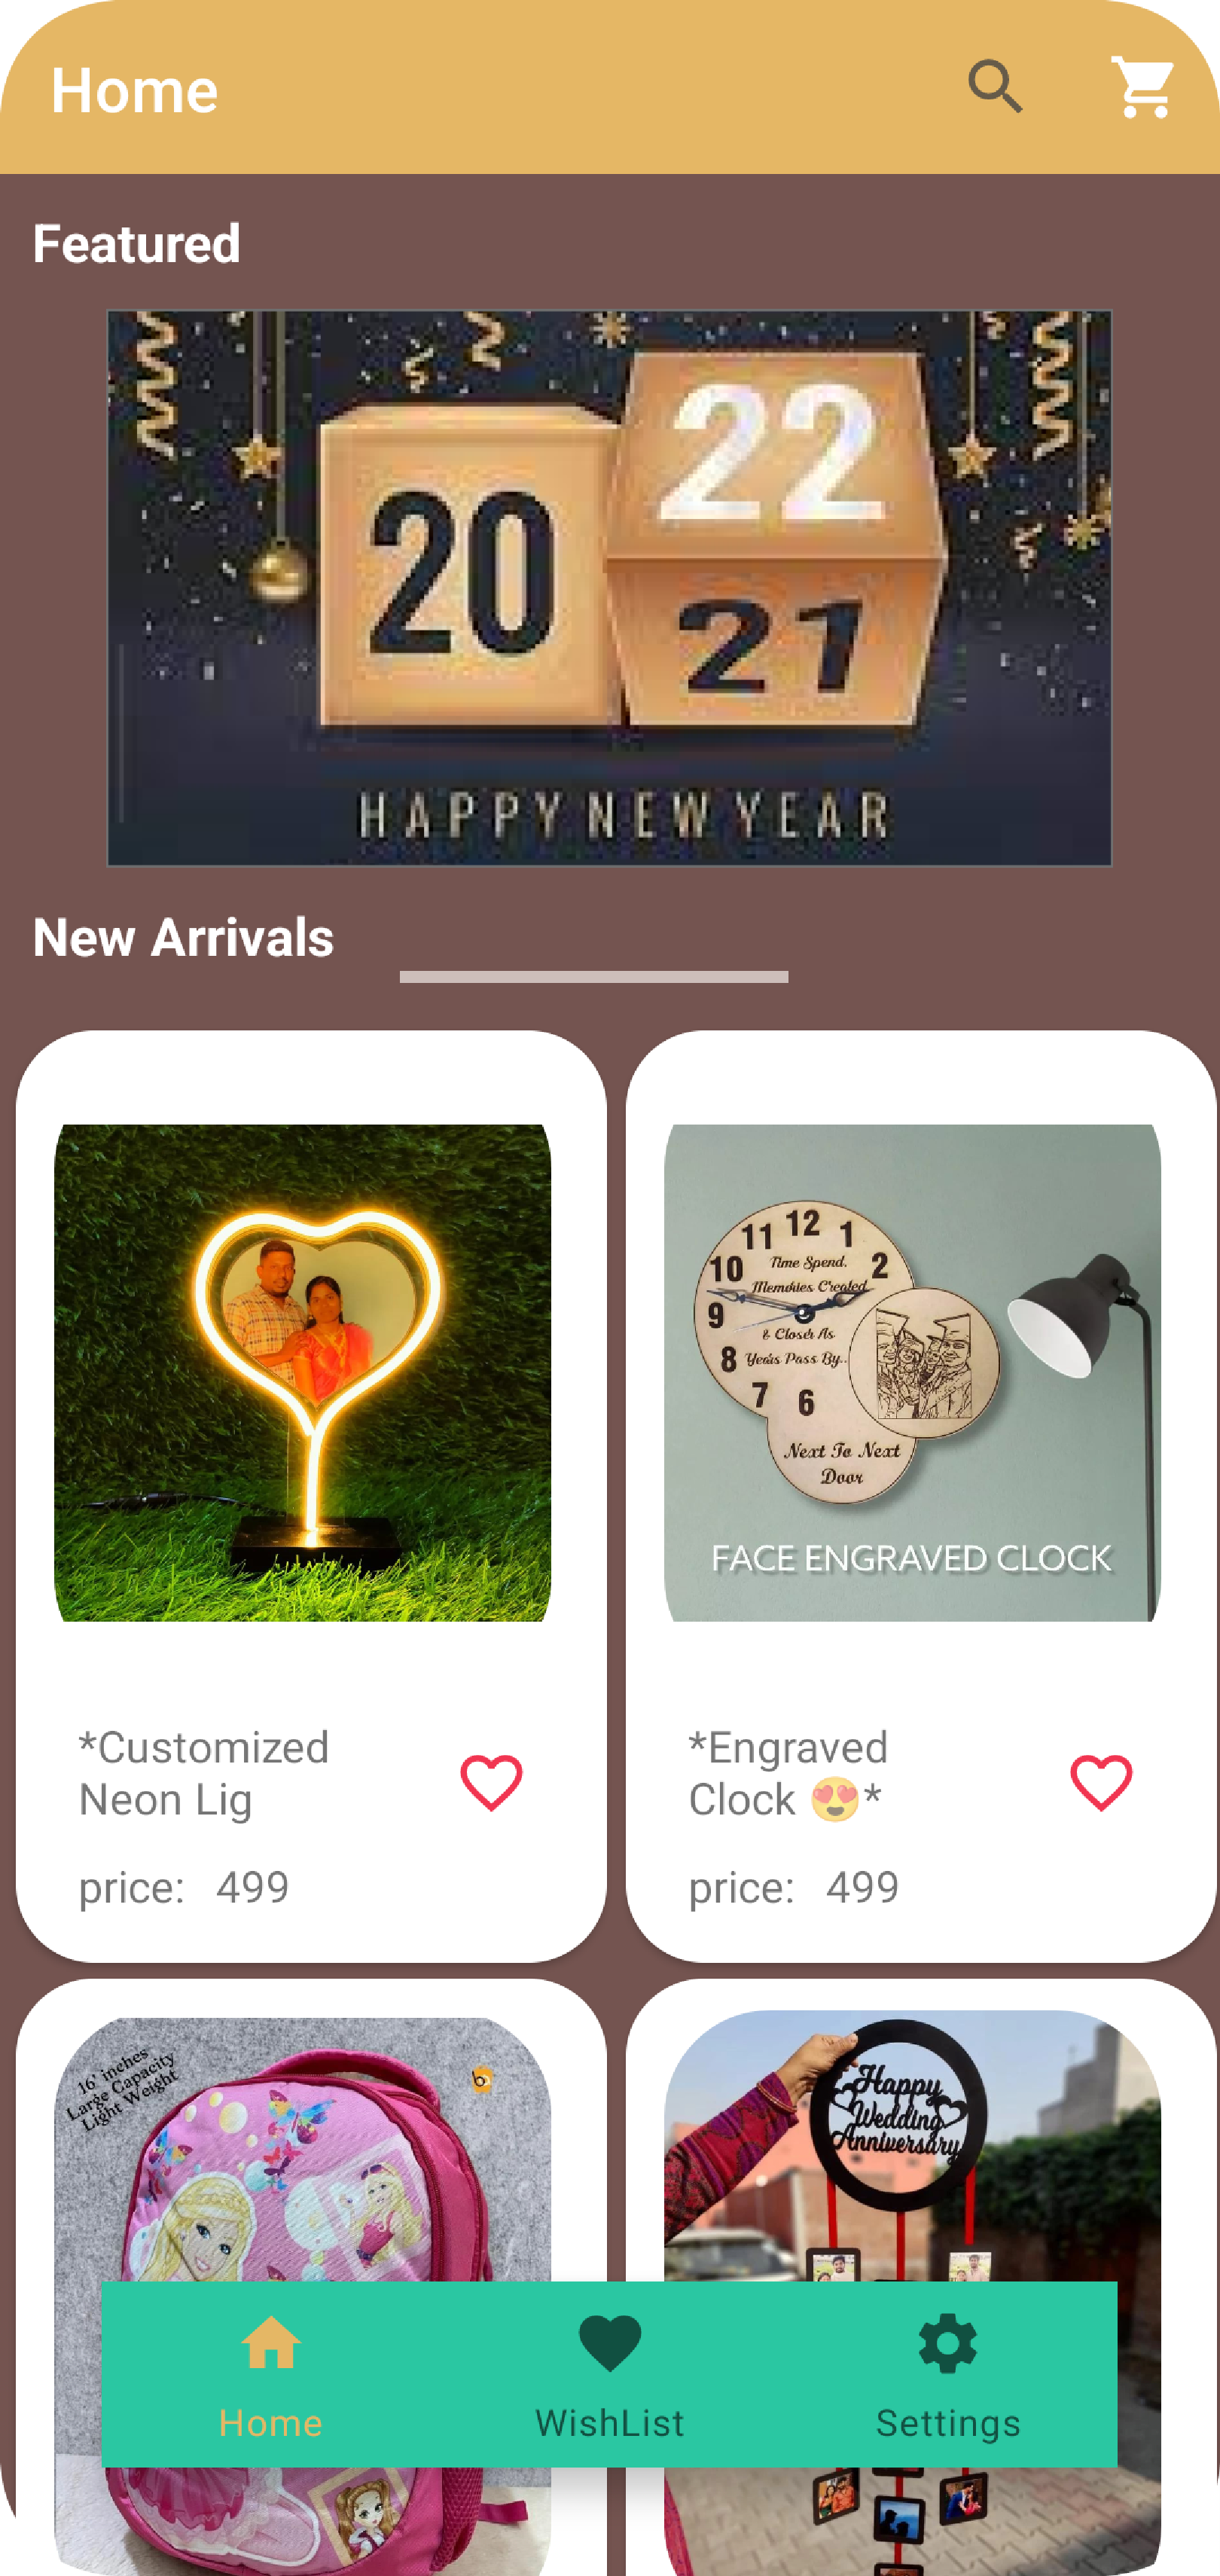 Home
Featured
20
22
21
HAPPY NEW YEAR
New Arrivals
11 12 1
10 2
9
8
7 6
Time Spend.
Memories Created
& Closer As
Years Pass By..
Next To Next
Door
FACE ENGRAVED CLOCK
*Customized
Neon Lig
price: 499
*Engraved
Clock 😍*
price: 499
16' inches
Large Capacity
Light Weight
b
Happy
Wedding
Anniversary
Home
WishList
Settings